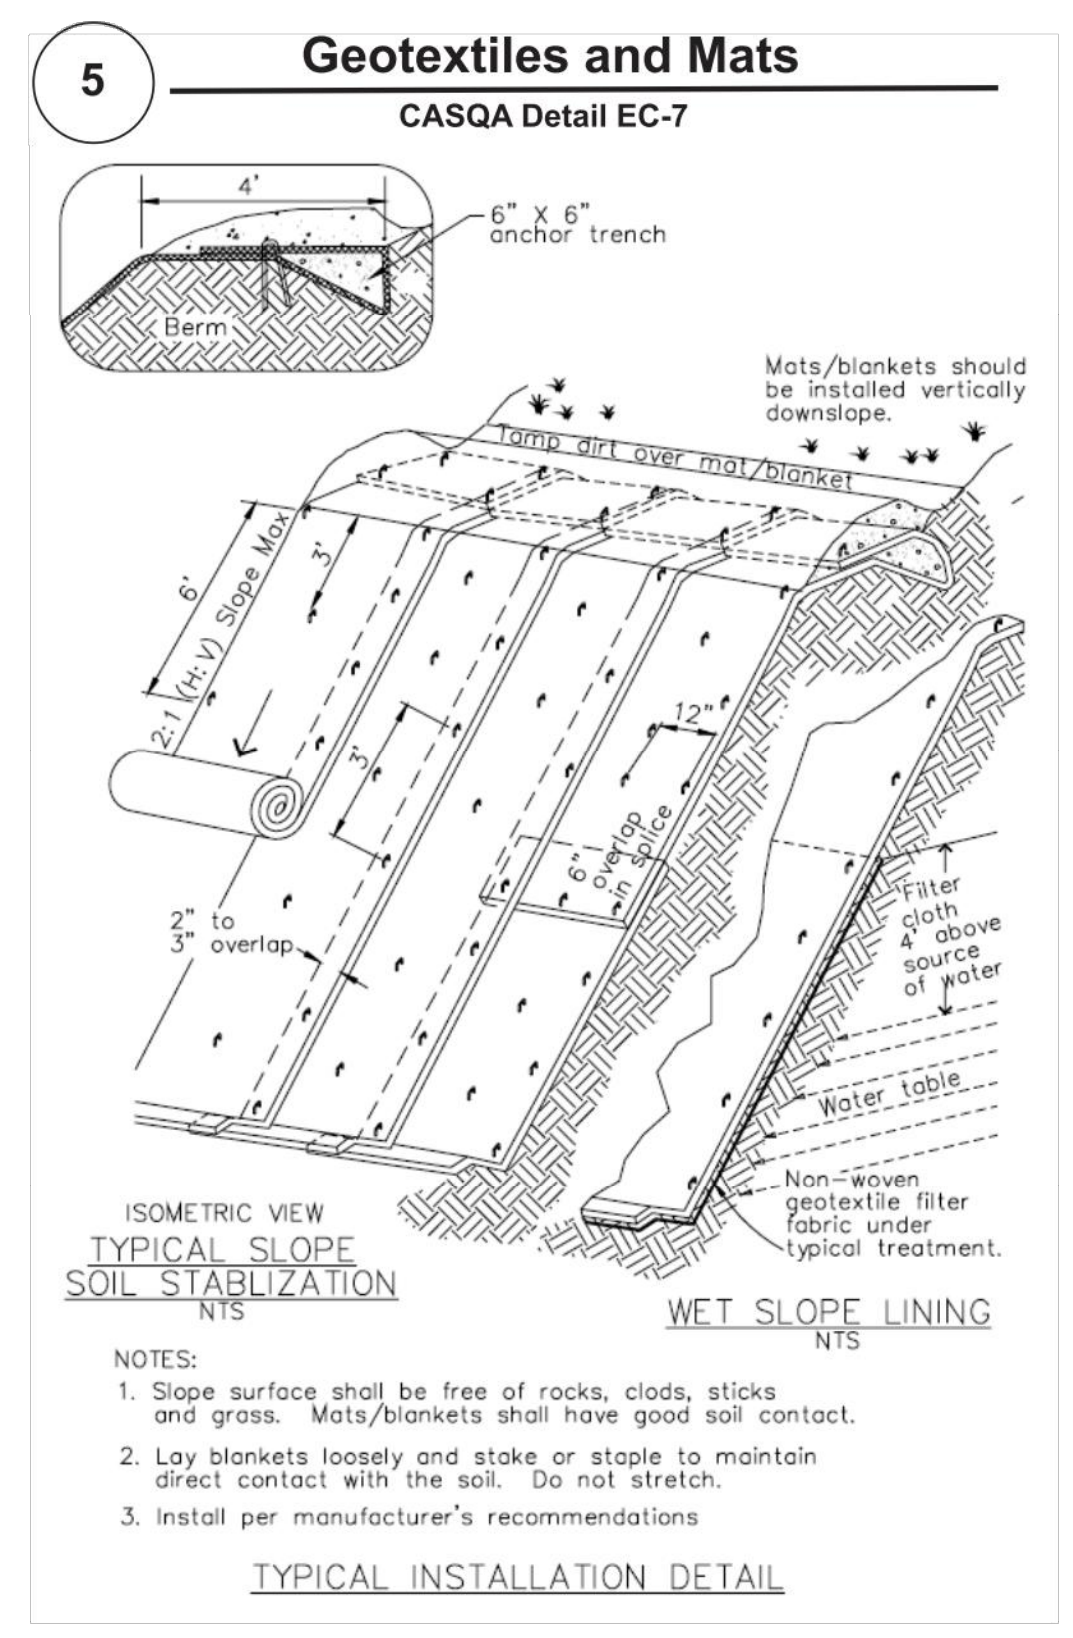 5
Geotextiles and Mats
CASQA Detail EC-7
4'
6" X 6"
anchor trench
Berm
Mats/blankets should
be installed vertically
downslope.
Tamp dirt over mat/blanket
6'
2:1 (H:V) Slope Max
3'
12"
3'
6"
overlap
in splice
2" to
3" overlap
Filter
cloth
4' above
source
of water
Water table
Non-woven
geotextile filter
fabric under
typical treatment.
ISOMETRIC VIEW
TYPICAL SLOPE
SOIL STABLIZATION
NTS
WET SLOPE LINING
NTS
NOTES:
1. Slope surface shall be free of rocks, clods, sticks
and grass. Mats/blankets shall have good soil contact.
2. Lay blankets loosely and stake or staple to maintain
direct contact with the soil. Do not stretch.
3. Install per manufacturer's recommendations
TYPICAL INSTALLATION DETAIL